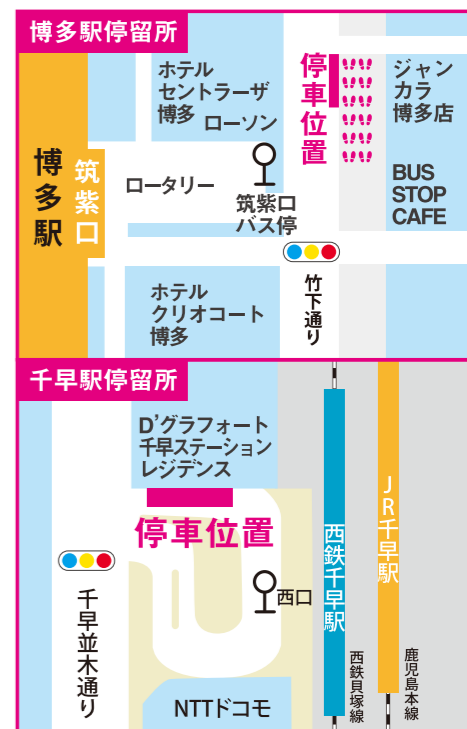 博多駅停留所
ホテル
セントラーザ
博多
ローソン
停車位置
ジャン
カラ
博多店
博多駅
筑紫口
ロータリー
筑紫口
バス停
BUS
STOP
CAFE
ホテル
クリオコート
博多
竹下通り
千早駅停留所
D'グラフォート
千早ステーション
レジデンス
停車位置
西鉄千早駅
JR千早駅
千早並木通り
西口
西鉄貝塚線
鹿児島本線
NTTドコモ